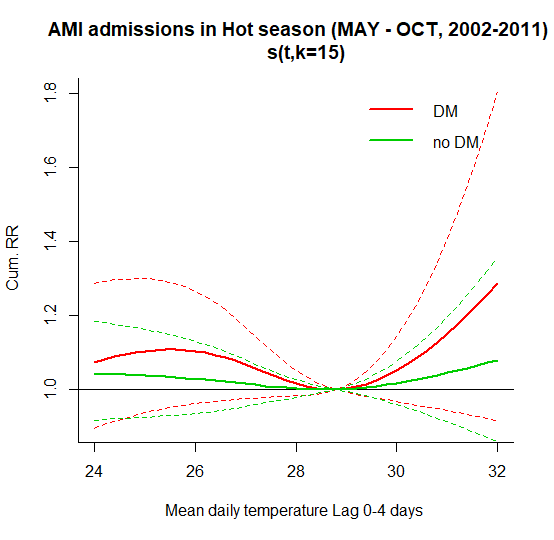 AMI admissions in Hot season (MAY - OCT, 2002-2011)
s(t,k=15)
DM
no DM
Cum. RR
1.8
1.6
1.4
1.2
1.0
24 26 28 30 32
Mean daily temperature Lag 0-4 days